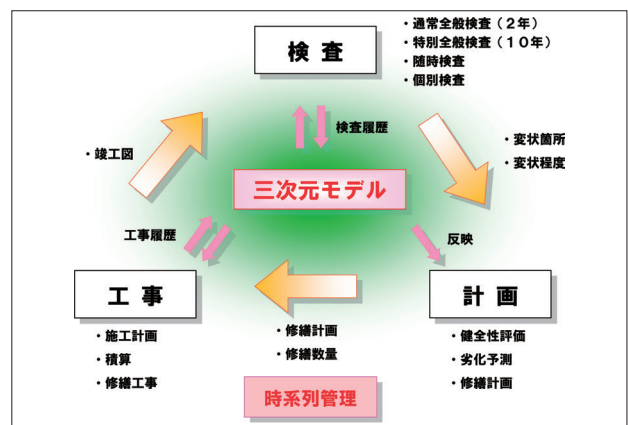 検査
・通常全般検査(2年)
・特別全般検査(10年)
・随時検査
・個別検査
検査履歴
・変状箇所
・変状程度
・竣工図
三次元モデル
工事履歴
反映
工事
・施工計画
・積算
・修繕工事
・修繕計画
・修繕数量
計画
・健全性評価
・劣化予測
・修繕計画
時系列管理